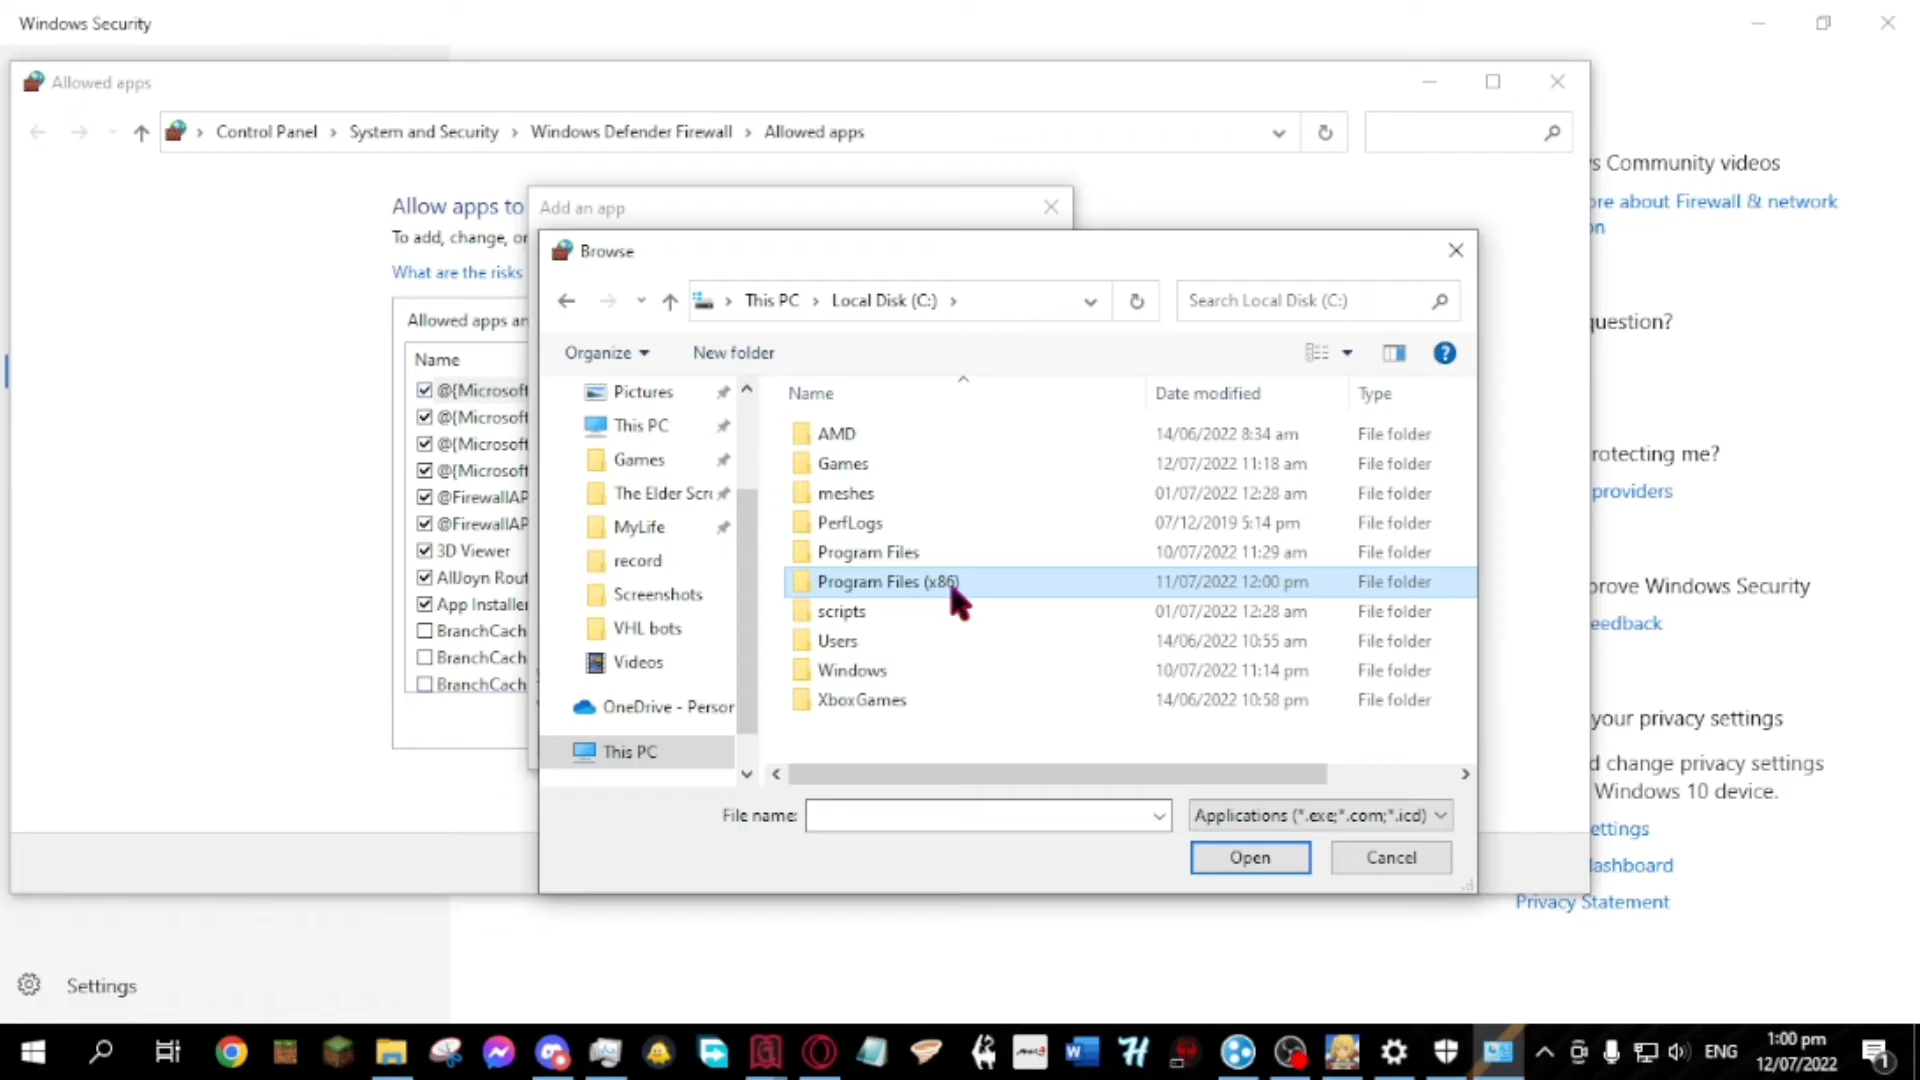 Windows Security
Allowed apps
Control Panel › System and Security › Windows Defender Firewall › Allowed apps
s Community videos
ore about Firewall & network
on
Allow apps to
Add an app
To add, change, or
What are the risks
Browse
This PC › Local Disk (C:) ›
Search Local Disk (C:)
question?
Allowed apps an
Organize
New folder
Name
@{Microsoft
@{Microsoft
@{Microsoft
@{Microsoft
@FirewallAP
@FirewallAP
3D Viewer
AllJoyn Rout
App Installer
BranchCach
BranchCach
BranchCach
Pictures
This PC
Games
The Elder Scr
MyLife
record
Screenshots
VHL bots
Videos
OneDrive - Person
This PC
Name Date modified Type
AMD 14/06/2022 8:34 am File folder
Games 12/07/2022 11:18 am File folder
meshes 01/07/2022 12:28 am File folder
PerfLogs 07/12/2019 5:14 pm File folder
Program Files 10/07/2022 11:29 am File folder
Program Files (x86) 11/07/2022 12:00 pm File folder
scripts 01/07/2022 12:28 am File folder
Users 14/06/2022 10:55 am File folder
Windows 10/07/2022 11:14 pm File folder
XboxGames 14/06/2022 10:58 pm File folder
File name:
Applications (*.exe;*.com;*.icd)
Open
Cancel
rotecting me?
providers
prove Windows Security
eedback
your privacy settings
d change privacy settings
Windows 10 device.
ettings
dashboard
Privacy Statement
Settings
ENG
1:00 pm
12/07/2022
1